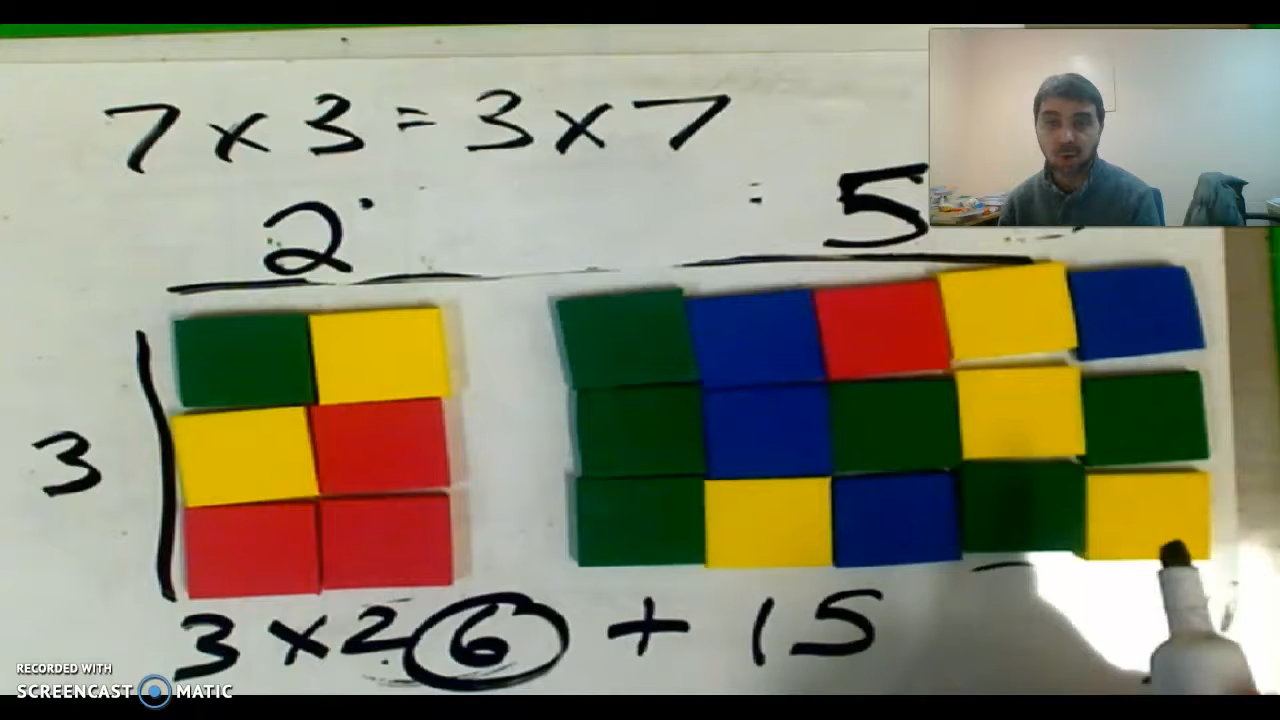 7 x 3 = 3 x 7
2 5
3
3 x 2 6 + 15
RECORDED WITH
SCREENCAST MATIC